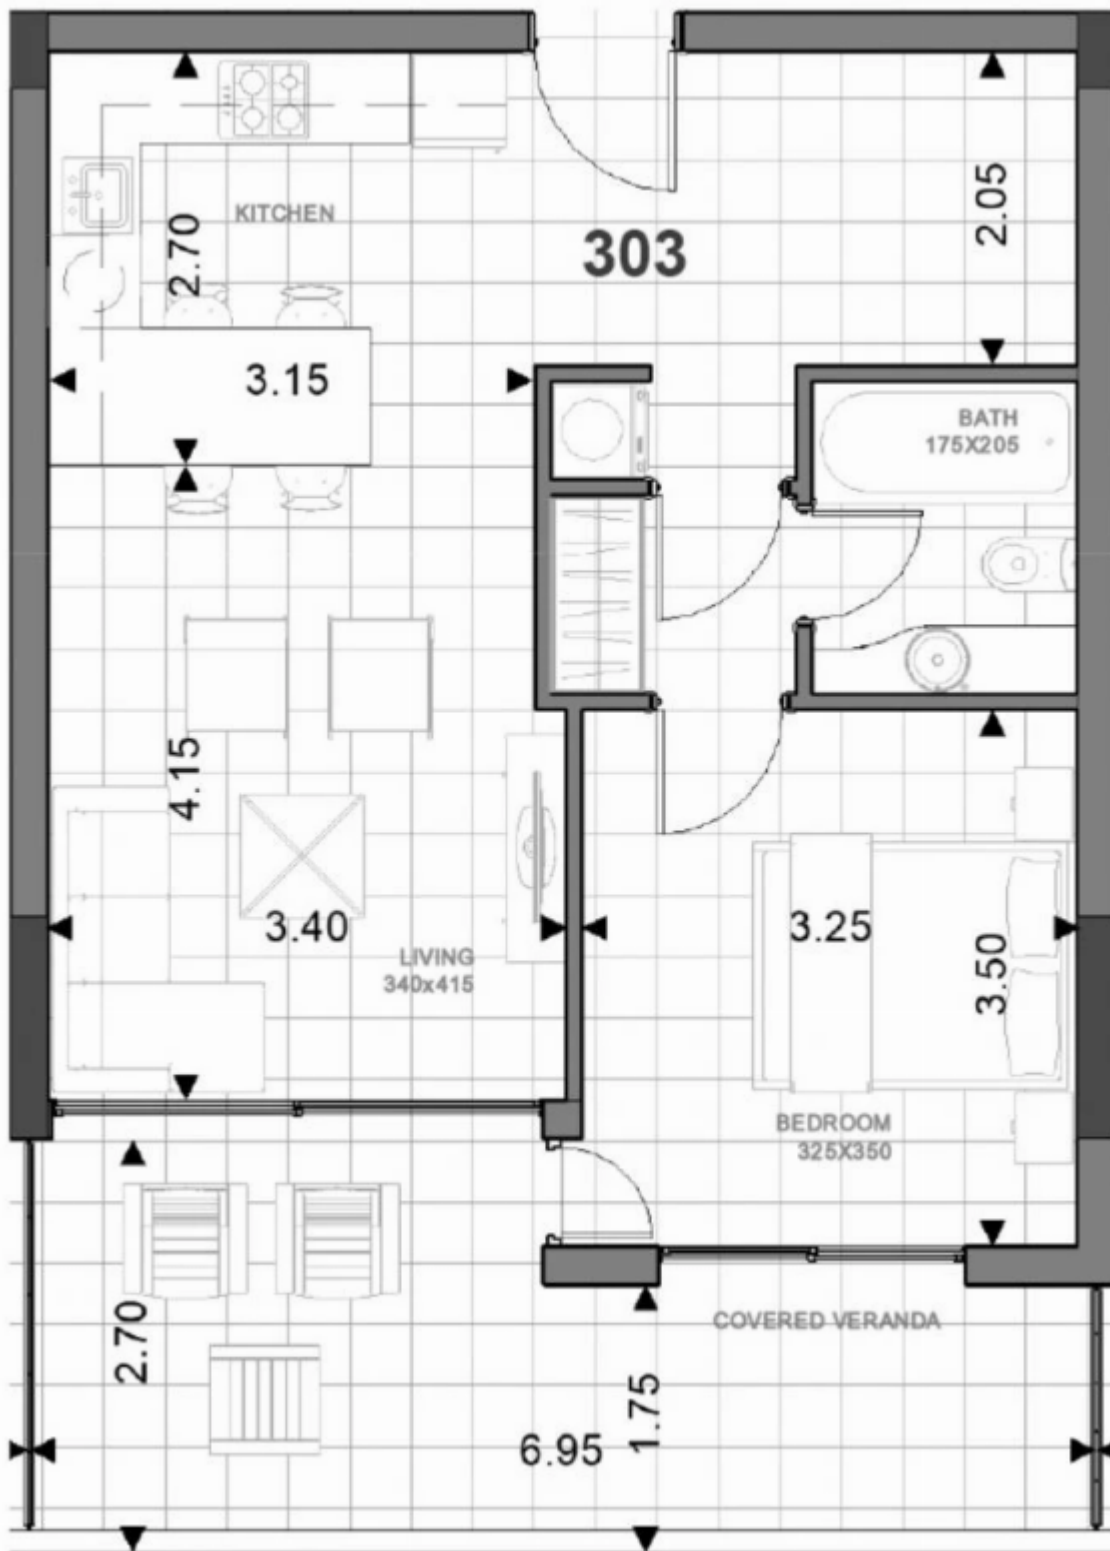 KITCHEN
2.70
303
2.05
3.15
BATH
175X205
4.15
3.40
LIVING
340x415
3.25
3.50
BEDROOM
325X350
2.70
COVERED VERANDA
1.75
6.95